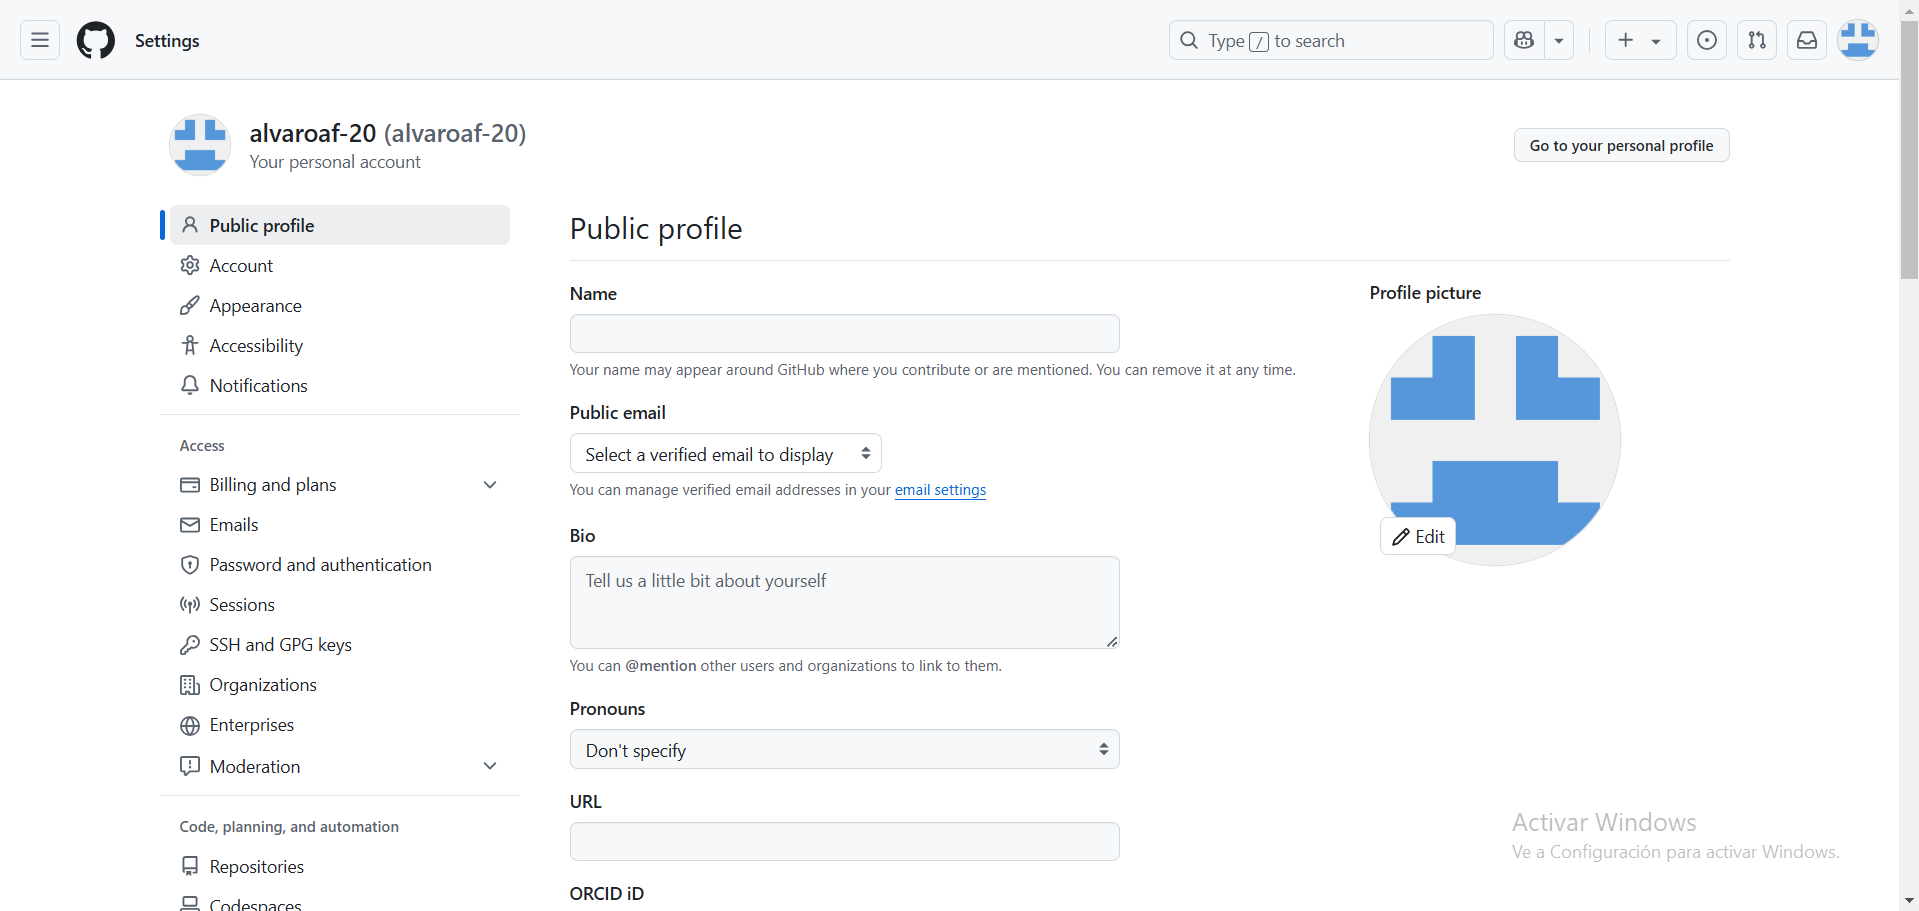 Settings
Type / to search
alvaroaf-20 (alvaroaf-20)
Your personal account
Go to your personal profile
Public profile
Account
Appearance
Accessibility
Notifications
Access
Billing and plans
Emails
Password and authentication
Sessions
SSH and GPG keys
Organizations
Enterprises
Moderation
Code, planning, and automation
Repositories
Codespaces
Public profile
Name
Your name may appear around GitHub where you contribute or are mentioned. You can remove it at any time.
Public email
Select a verified email to display
You can manage verified email addresses in your email settings
Bio
Tell us a little bit about yourself
You can @mention other users and organizations to link to them.
Pronouns
Don't specify
URL
ORCID iD
Profile picture
Edit
Activar Windows
Ve a Configuración para activar Windows.